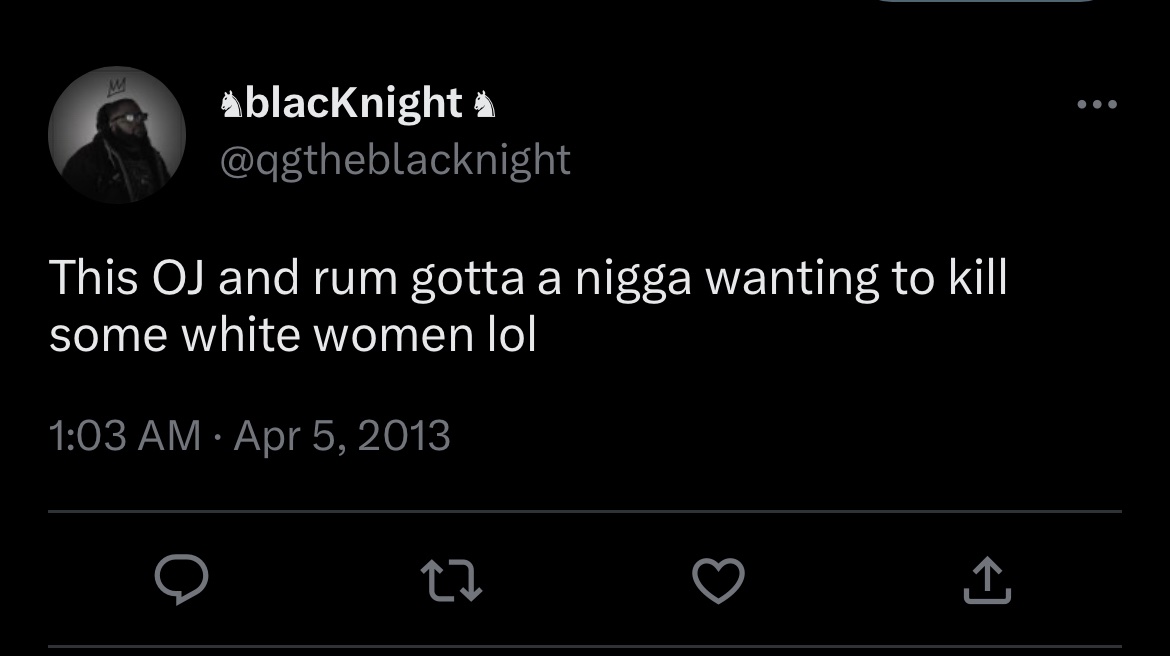 ♞blacKnight ♞
@qgtheblacknight
This OJ and rum gotta a nigga wanting to kill
some white women lol
1:03 AM · Apr 5, 2013